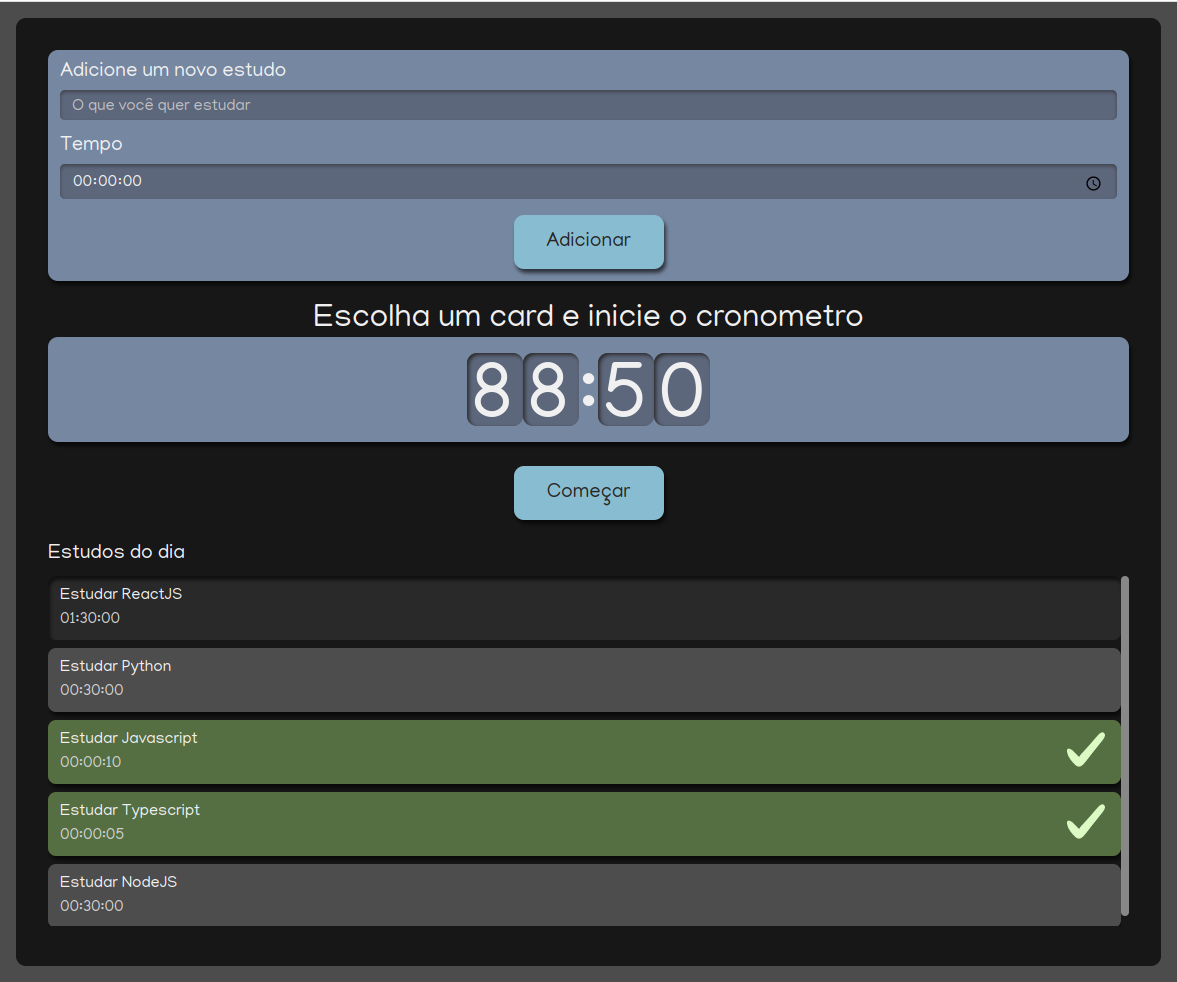 Adicione um novo estudo
O que você quer estudar
Tempo
00:00:00
Adicionar
Escolha um card e inicie o cronometro
88:50
Começar
Estudos do dia
Estudar ReactJS
01:30:00
Estudar Python
00:30:00
Estudar Javascript
00:00:10
Estudar Typescript
00:00:05
Estudar NodeJS
00:30:00